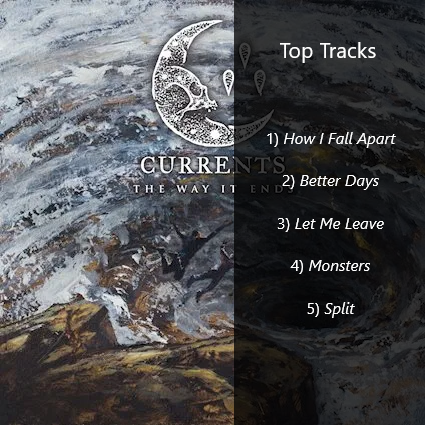 Top Tracks
CURRENTS
THE WAY IT ENDS
1) How I Fall Apart
2) Better Days
3) Let Me Leave
4) Monsters
5) Split